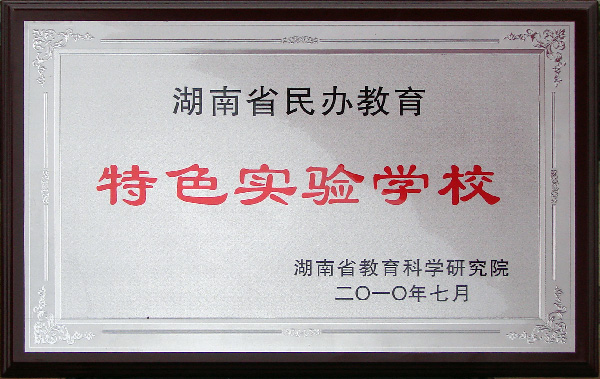 湖南省民办教育
特色实验学校
湖南省教育科学研究院
二〇一〇年七月